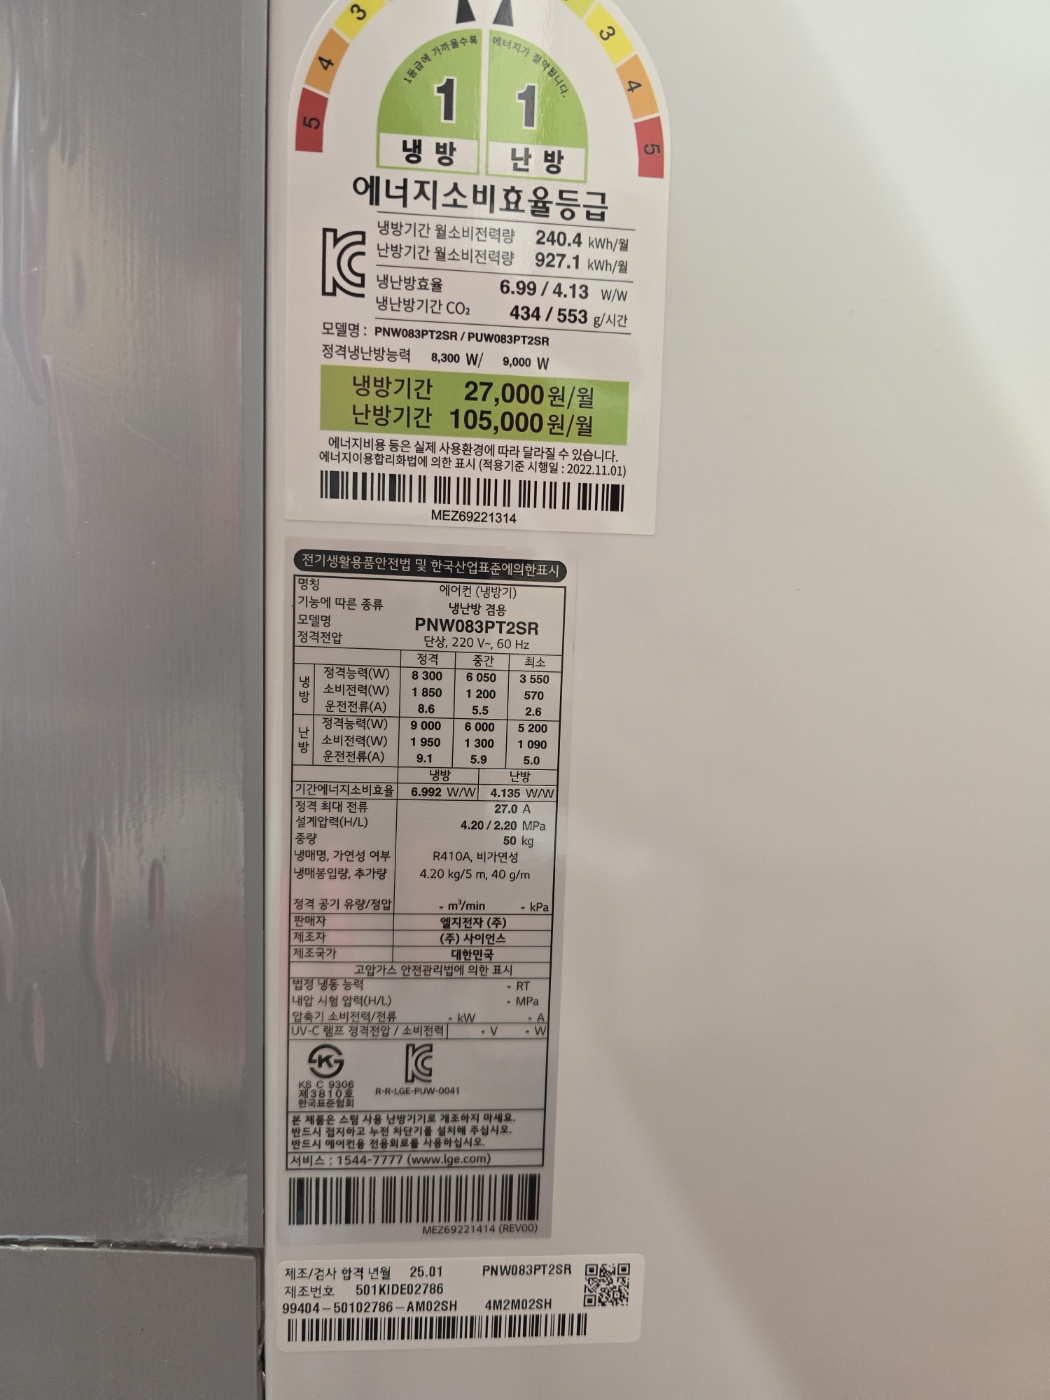 3 3
4 4
5 5
1등급에 가까울수록 에너지가 절약됩니다.
1 1
냉방 난방
에너지소비효율등급
냉방기간 월소비전력량 240.4 kWh/월
난방기간 월소비전력량 927.1 kWh/월
냉난방효율 6.99 / 4.13 W/W
냉난방기간 CO₂ 434 / 553 g/시간
모델명 : PNW083PT2SR / PUW083PT2SR
정격냉난방능력 8,300 W/ 9,000 W
냉방기간 27,000원/월
난방기간 105,000원/월
에너지비용 등은 실제 사용환경에 따라 달라질 수 있습니다.
에너지이용합리화법에 의한 표시 (적용기준 시행일 : 2022.11.01)
MEZ69221314
전기생활용품안전법 및 한국산업표준에의한표시
명칭 에어컨 (냉방기)
기능에 따른 종류 냉난방 겸용
모델명 PNW083PT2SR
정격전압 단상, 220 V~, 60 Hz
정격 중간 최소
냉방 정격능력(W) 8 300 6 050 3 550
소비전력(W) 1 850 1 200 570
운전전류(A) 8.6 5.5 2.6
난방 정격능력(W) 9 000 6 000 5 200
소비전력(W) 1 950 1 300 1 090
운전전류(A) 9.1 5.9 5.0
냉방 난방
기간에너지소비효율 6.992 W/W 4.135 W/W
정격 최대 전류 27.0 A
설계압력(H/L) 4.20 / 2.20 MPa
중량 50 kg
냉매명, 가연성 여부 R410A, 비가연성
냉매봉입량, 추가량 4.20 kg/5 m, 40 g/m
정격 공기 유량/정압 - m³/min - kPa
판매자 엘지전자 (주)
제조자 (주) 사이언스
제조국가 대한민국
고압가스 안전관리법에 의한 표시
법정 냉동 능력 - RT
내압 시험 압력(H/L) - MPa
압축기 소비전력/전류 - kW - A
UV-C 램프 정격전압 / 소비전력 - V - W
KS C 9306
제3810호
한국표준협회
R-R-LGE-PUW-0041
본 제품은 스팀 사용 난방기기로 개조하지 마세요.
반드시 접지하고 누전 차단기를 설치해 주십시오.
반드시 에어컨용 전용회로를 사용하십시오.
서비스 : 1544-7777 (www.lge.com)
MEZ69221414 (REV00)
제조/검사 합격 년월 25.01 PNW083PT2SR
제조번호 501KIDE02786
99404-50102786-AM02SH 4M2M02SH